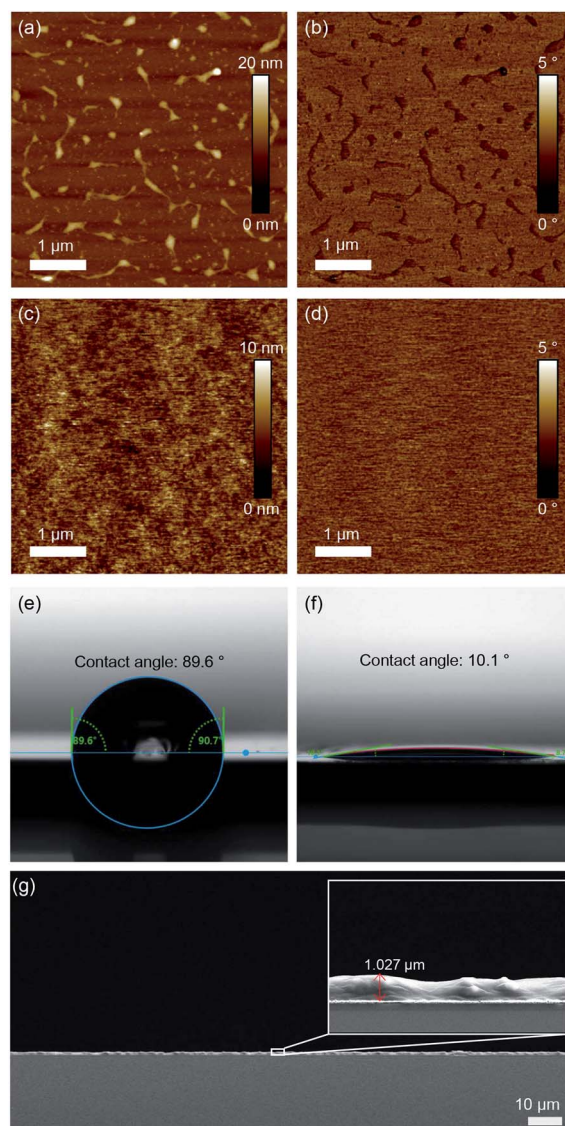 (a)
20 nm
0 nm
1 µm
(b)
5 °
0°
1 µm
(c)
10 nm
0 nm
1 µm
(d)
5 °
0°
1 µm
(e)
Contact angle: 89.6 °
89.6°
90.7°
(f)
Contact angle: 10.1 °
(g)
1.027 µm
10 µm